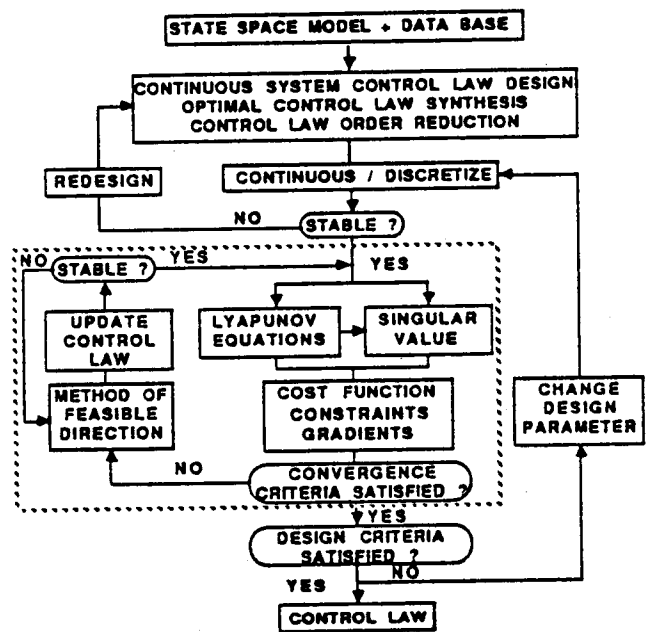 STATE SPACE MODEL + DATA BASE
CONTINUOUS SYSTEM CONTROL LAW DESIGN
OPTIMAL CONTROL LAW SYNTHESIS
CONTROL LAW ORDER REDUCTION
REDESIGN
CONTINUOUS / DISCRETIZE
NO
STABLE ?
NO
STABLE ?
YES
YES
UPDATE
CONTROL
LAW
LYAPUNOV
EQUATIONS
SINGULAR
VALUE
METHOD OF
FEASIBLE
DIRECTION
COST FUNCTION
CONSTRAINTS
GRADIENTS
CHANGE
DESIGN
PARAMETER
NO
CONVERGENCE
CRITERIA SATISFIED ?
YES
DESIGN CRITERIA
SATISFIED ?
NO
YES
CONTROL LAW